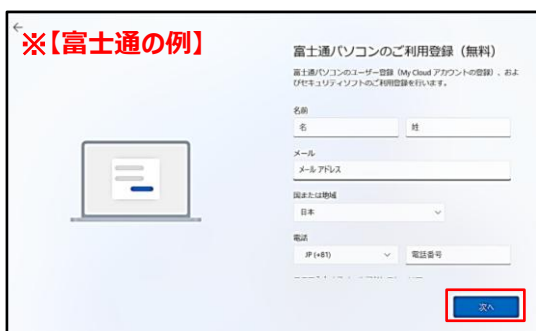 ※【富士通の例】
富士通パソコンのご利用登録（無料）
富士通パソコンのユーザー登録（My Cloud アカウントの登録）、およ
びセキュリティソフトのご利用登録を行います。
名前
名 姓
メール
メール アドレス
国または地域
日本
電話
JP (+81) 電話番号
次へ